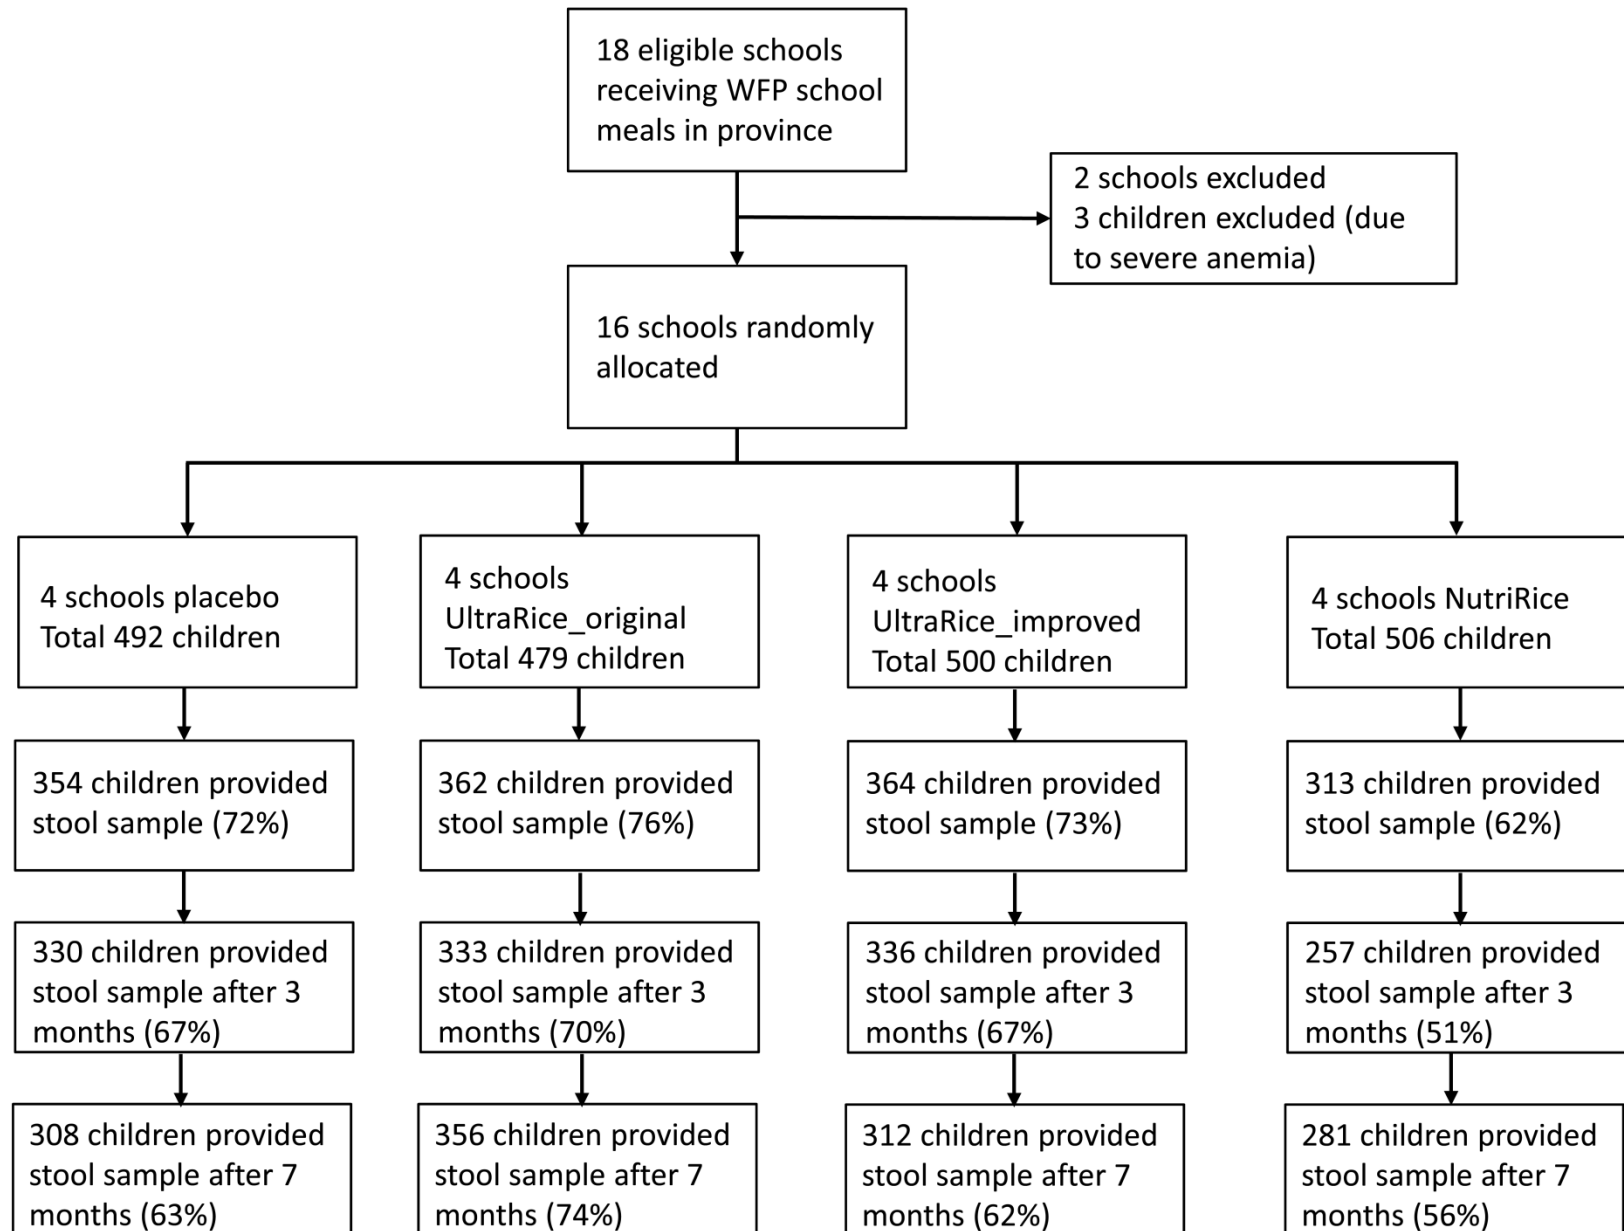 18 eligible schools
receiving WFP school
meals in province
2 schools excluded
3 children excluded (due
to severe anemia)
16 schools randomly
allocated
4 schools placebo
Total 492 children
4 schools
UltraRice_original
Total 479 children
4 schools
UltraRice_improved
Total 500 children
4 schools NutriRice
Total 506 children
354 children provided
stool sample (72%)
362 children provided
stool sample (76%)
364 children provided
stool sample (73%)
313 children provided
stool sample (62%)
330 children provided
stool sample after 3
months (67%)
333 children provided
stool sample after 3
months (70%)
336 children provided
stool sample after 3
months (67%)
257 children provided
stool sample after 3
months (51%)
308 children provided
stool sample after 7
months (63%)
356 children provided
stool sample after 7
months (74%)
312 children provided
stool sample after 7
months (62%)
281 children provided
stool sample after 7
months (56%)